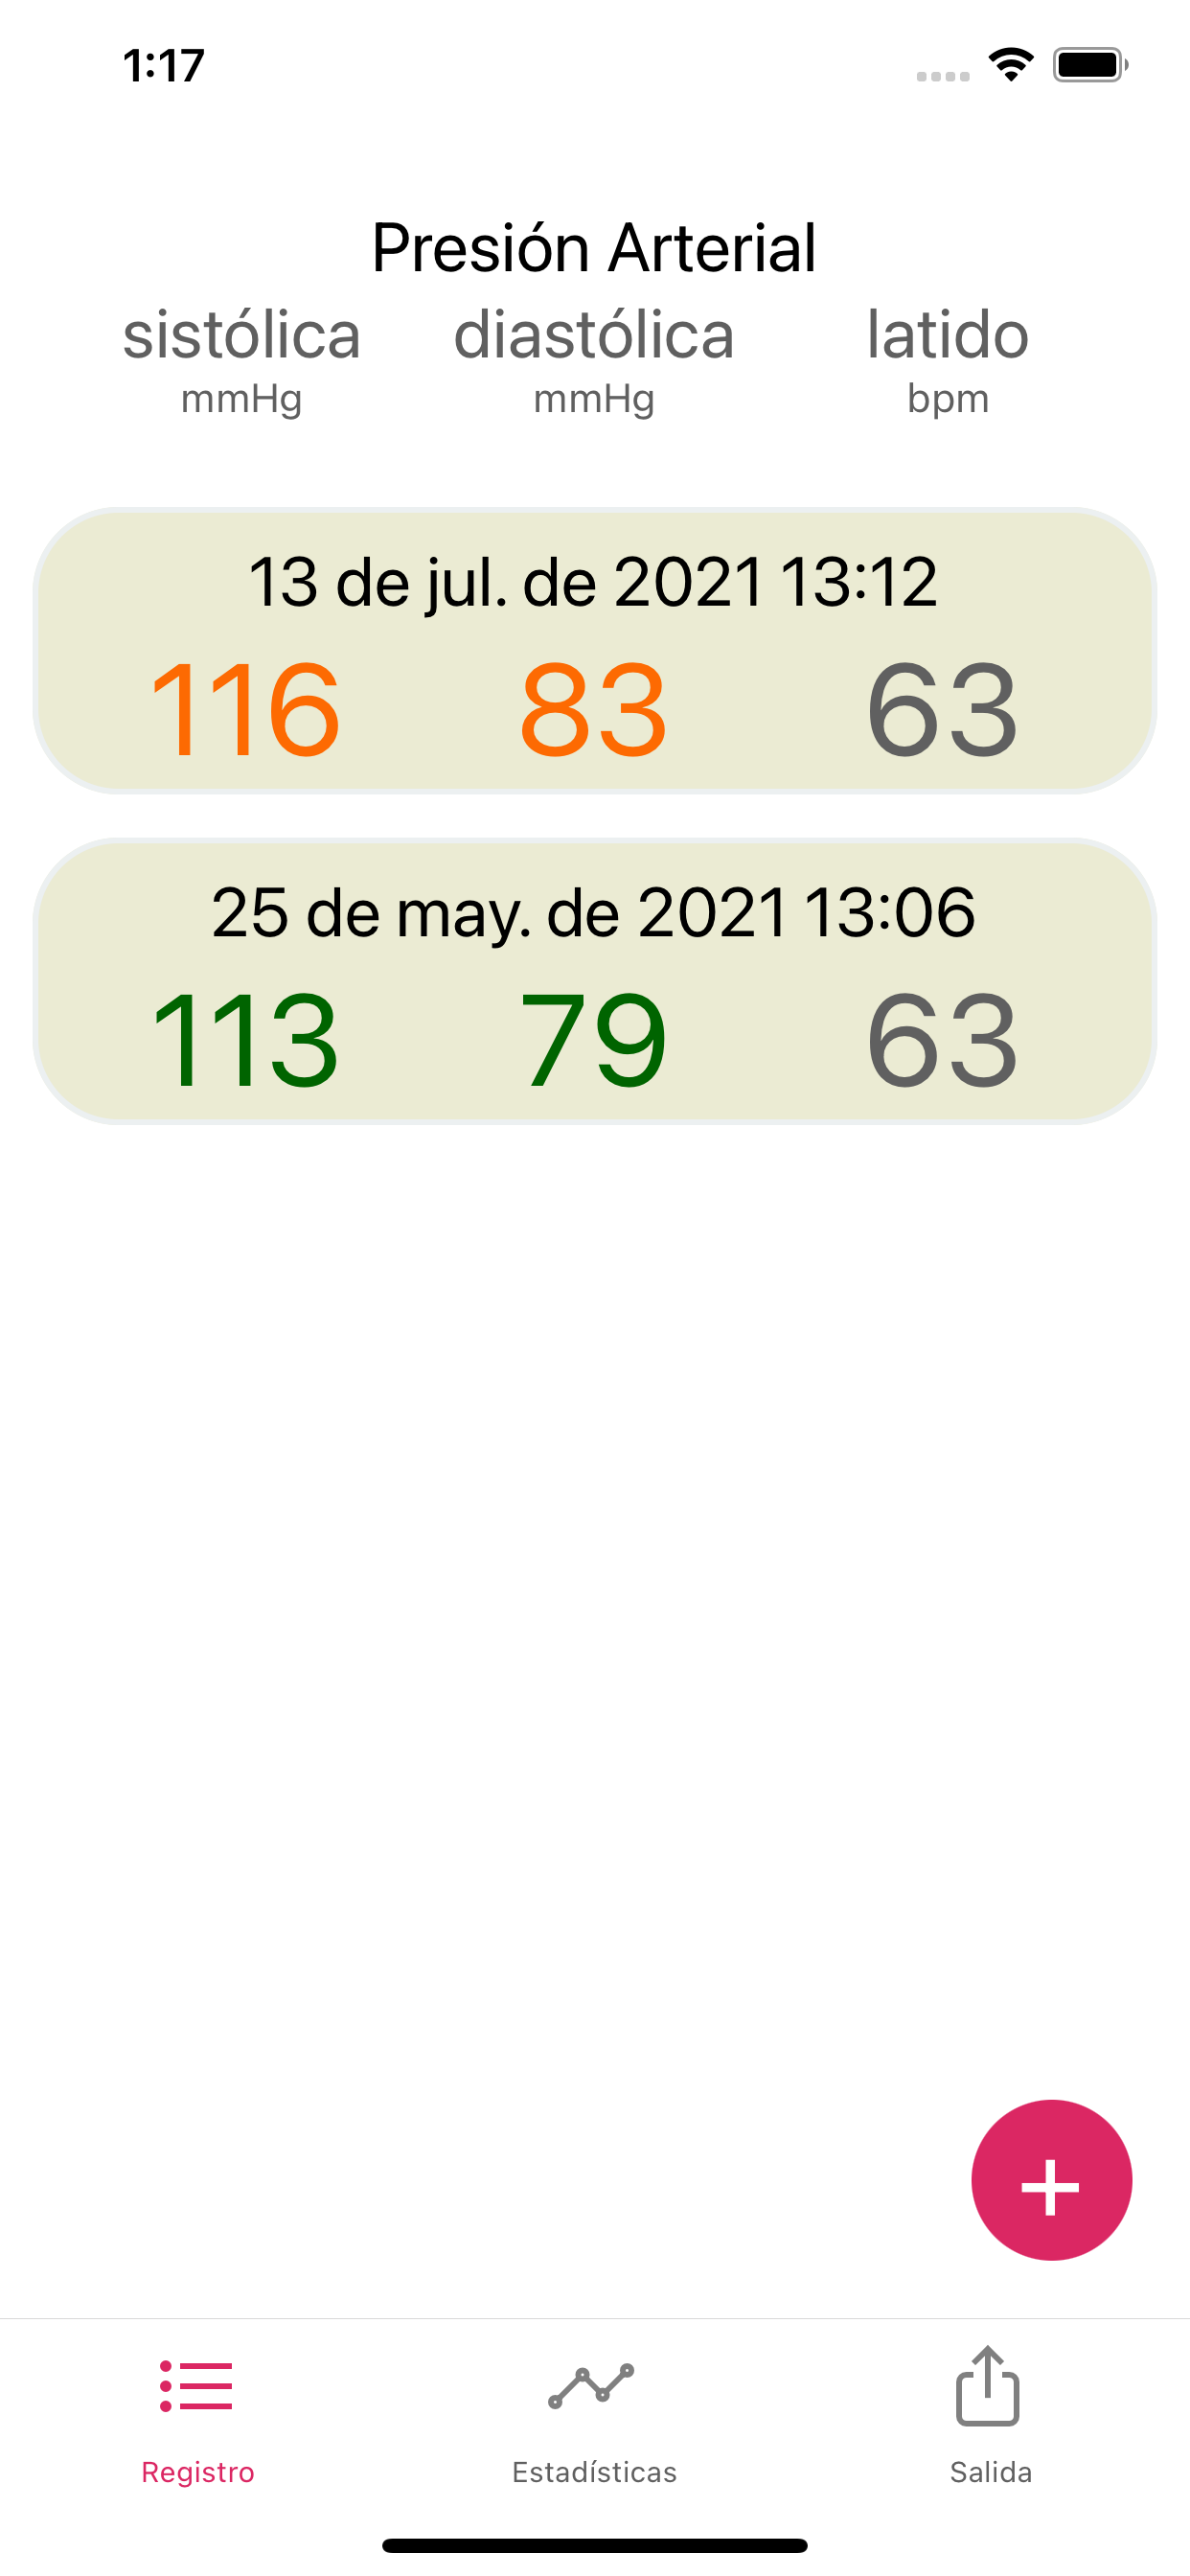 1:17
Presión Arterial
sistólica diastólica latido
mmHg mmHg bpm
13 de jul. de 2021 13:12
116 83 63
25 de may. de 2021 13:06
113 79 63
+
Registro Estadísticas Salida